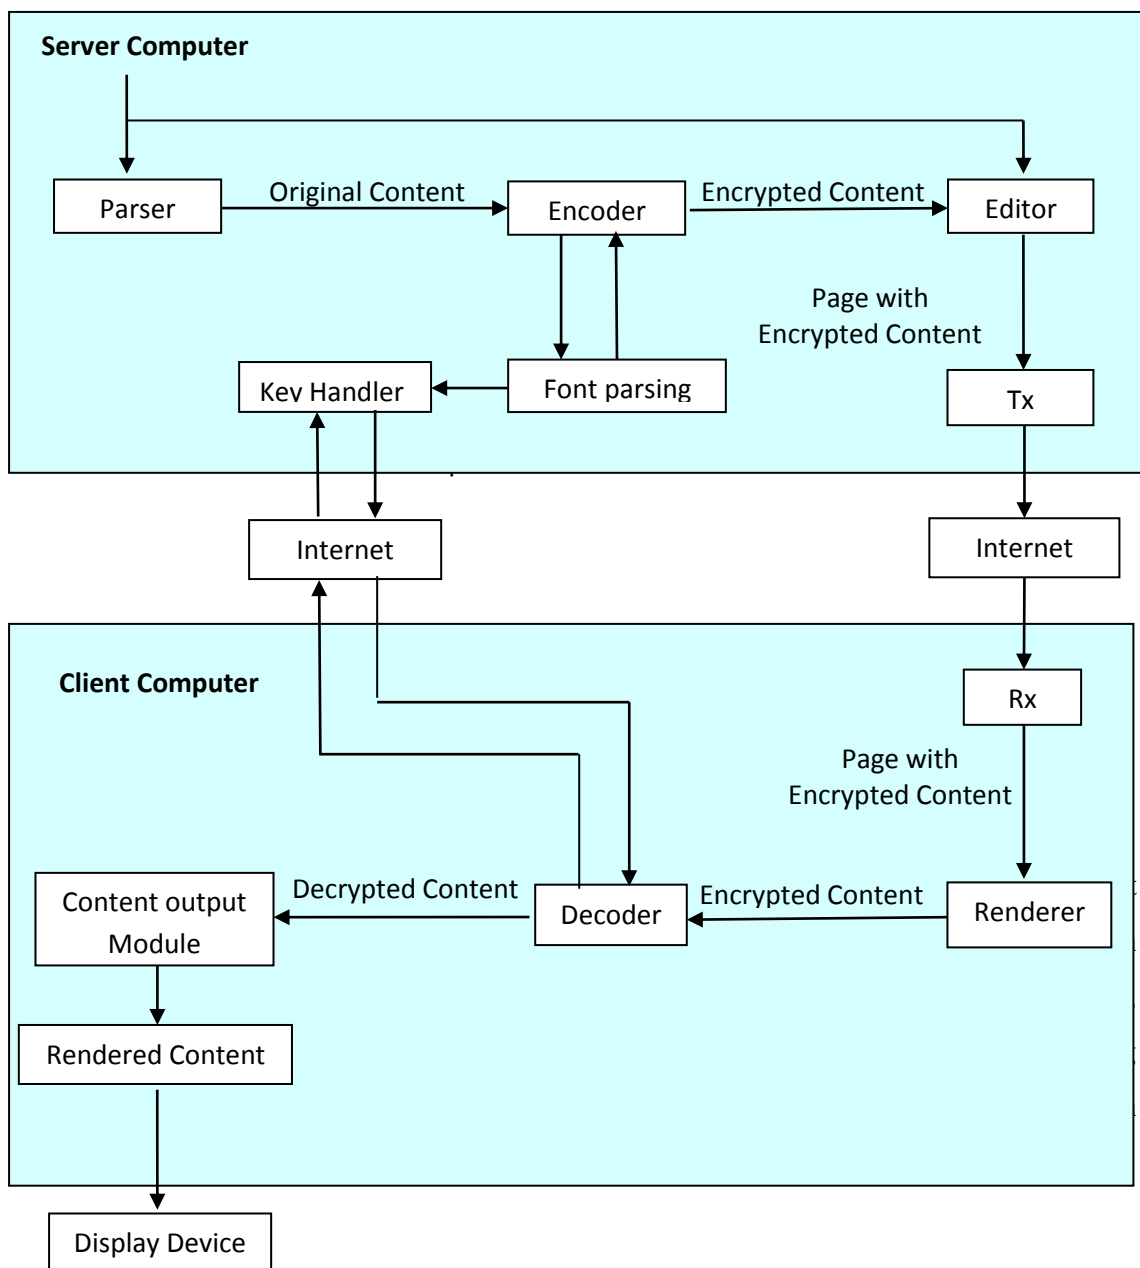 Server Computer
Parser
Original Content
Encoder
Encrypted Content
Editor
Page with
Encrypted Content
Key Handler
Font parsing
Tx
Internet
Internet
Client Computer
Rx
Page with
Encrypted Content
Content output
Module
Decrypted Content
Decoder
Encrypted Content
Renderer
Rendered Content
Display Device